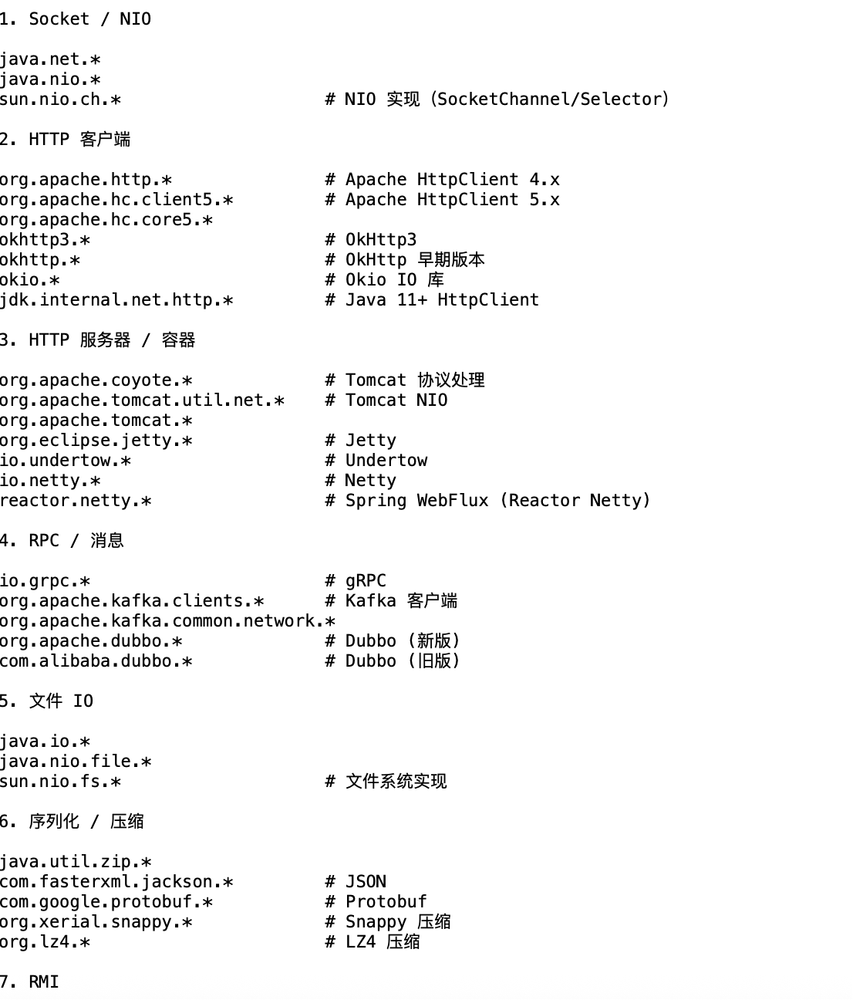 1. Socket / NIO
java.net.*
java.nio.*
sun.nio.ch.* # NIO 实现（SocketChannel/Selector）
2. HTTP 客户端
org.apache.http.* # Apache HttpClient 4.x
org.apache.hc.client5.* # Apache HttpClient 5.x
org.apache.hc.core5.*
okhttp3.* # OkHttp3
okhttp.* # OkHttp 早期版本
okio.* # Okio IO 库
jdk.internal.net.http.* # Java 11+ HttpClient
3. HTTP 服务器 / 容器
org.apache.coyote.* # Tomcat 协议处理
org.apache.tomcat.util.net.* # Tomcat NIO
org.apache.tomcat.*
org.eclipse.jetty.* # Jetty
io.undertow.* # Undertow
io.netty.* # Netty
reactor.netty.* # Spring WebFlux (Reactor Netty)
4. RPC / 消息
io.grpc.* # gRPC
org.apache.kafka.clients.* # Kafka 客户端
org.apache.kafka.common.network.*
org.apache.dubbo.* # Dubbo (新版)
com.alibaba.dubbo.* # Dubbo (旧版)
5. 文件 IO
java.io.*
java.nio.file.*
sun.nio.fs.* # 文件系统实现
6. 序列化 / 压缩
java.util.zip.*
com.fasterxml.jackson.* # JSON
com.google.protobuf.* # Protobuf
org.xerial.snappy.* # Snappy 压缩
org.lz4.* # LZ4 压缩
7. RMI